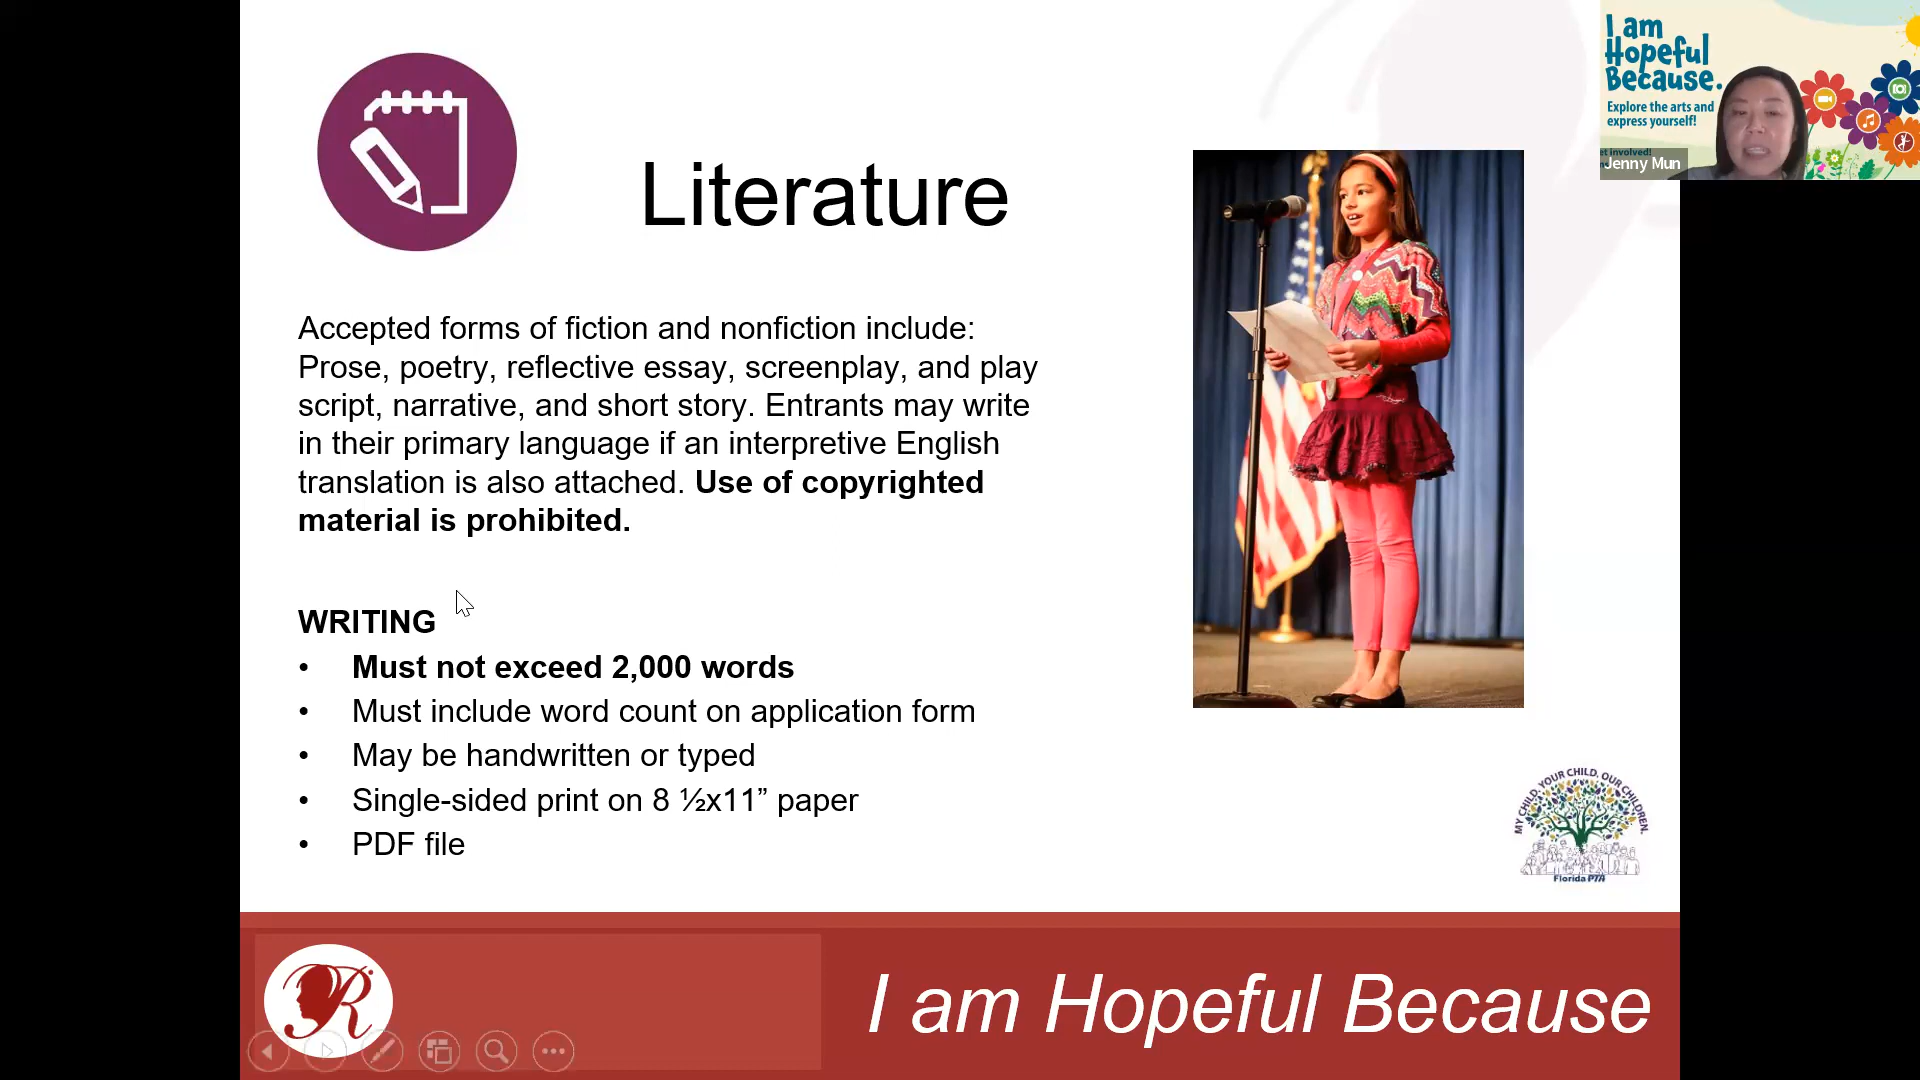 Literature
Accepted forms of fiction and nonfiction include:
Prose, poetry, reflective essay, screenplay, and play
script, narrative, and short story. Entrants may write
in their primary language if an interpretive English
translation is also attached. Use of copyrighted
material is prohibited.
WRITING
• Must not exceed 2,000 words
• Must include word count on application form
• May be handwritten or typed
• Single-sided print on 8 ½x11” paper
• PDF file
I am
Hopeful
Because.
Explore the arts and
express yourself!
et involved!
Jenny Mun
MY CHILD, YOUR CHILD, OUR CHILDREN.
Florida PTA
R
I am Hopeful Because